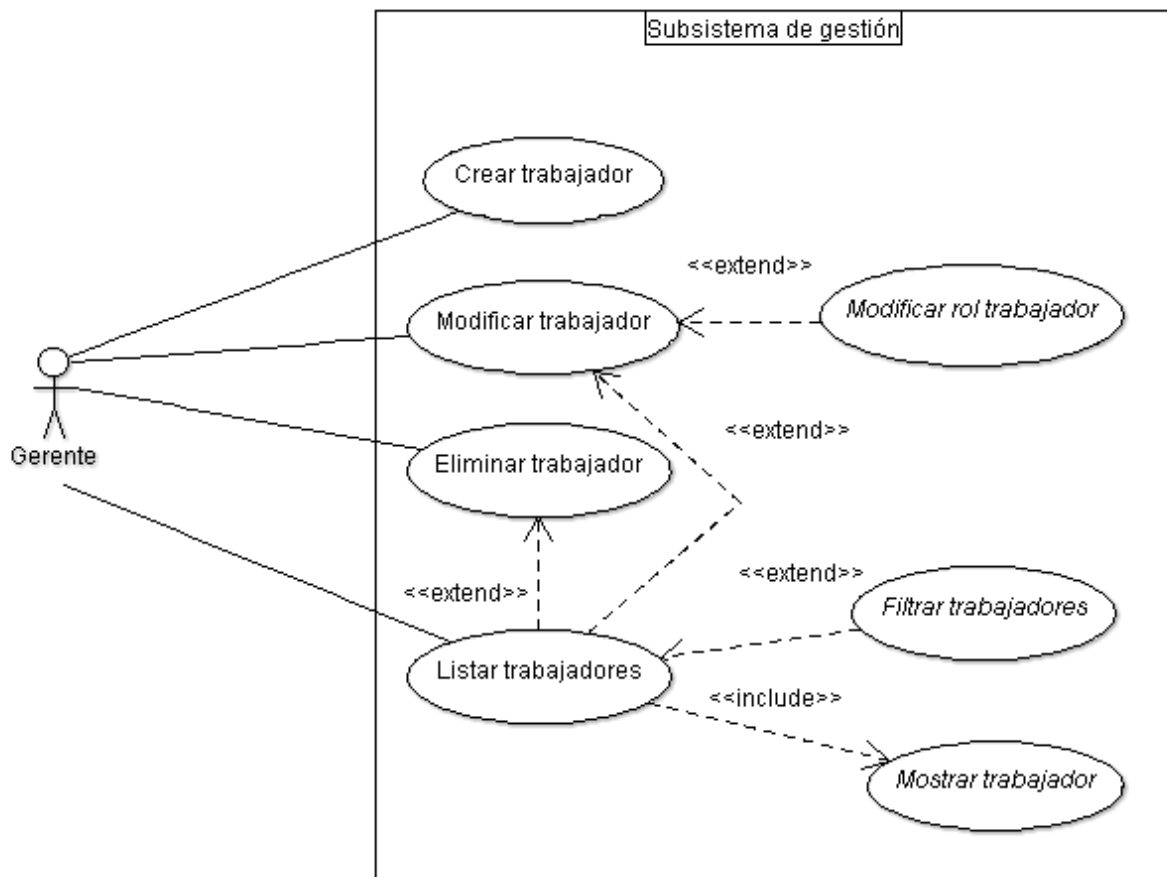 Subsistema de gestión
Crear trabajador
<<extend>>
Modificar trabajador
Modificar rol trabajador
<<extend>>
Gerente
Eliminar trabajador
<<extend>>
<<extend>>
Filtrar trabajadores
Listar trabajadores
<<include>>
Mostrar trabajador